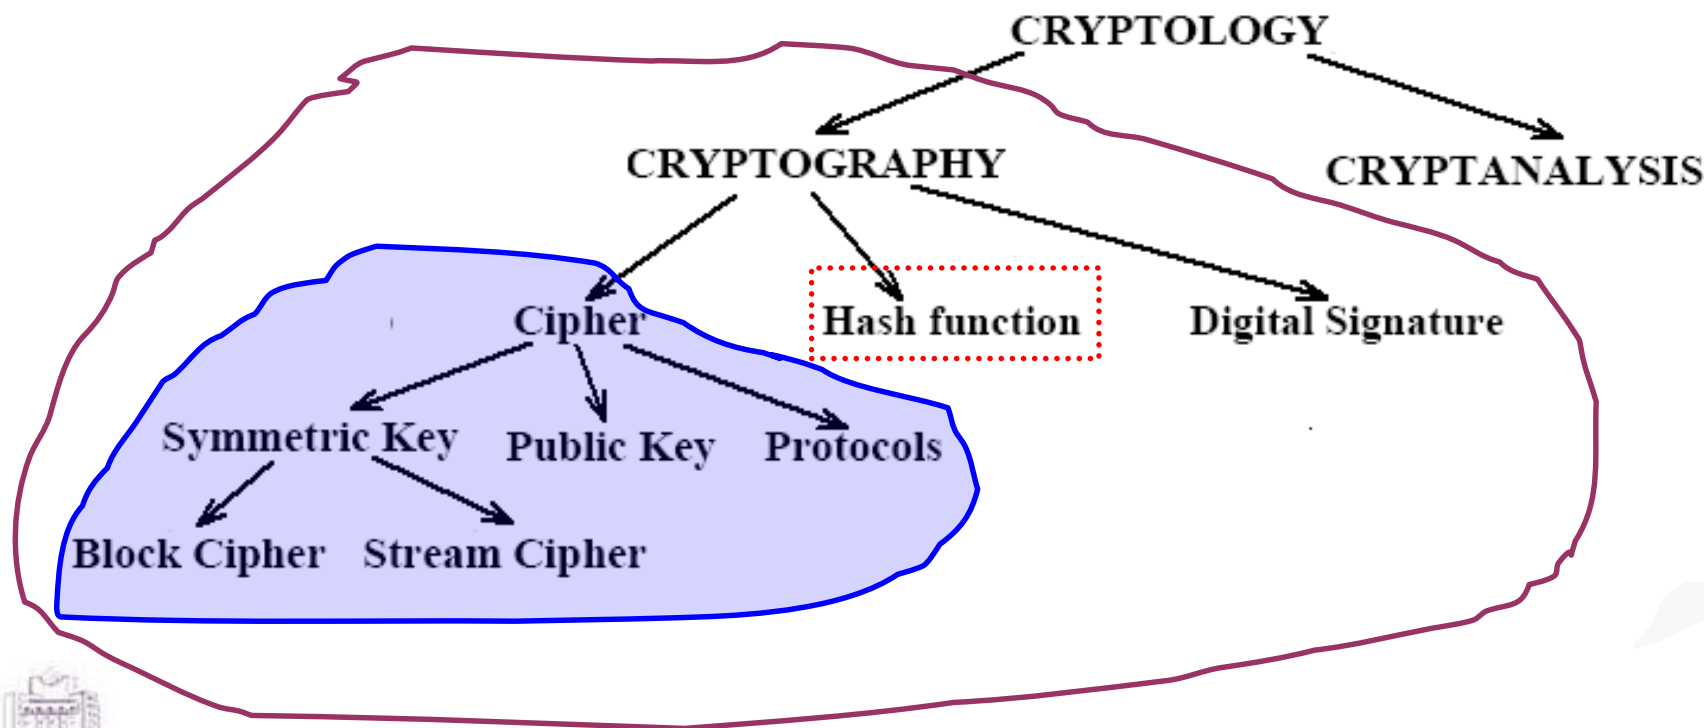 CRYPTOLOGY
CRYPTOGRAPHY
CRYPTANALYSIS
Cipher
Hash function
Digital Signature
Symmetric Key
Public Key
Protocols
Block Cipher
Stream Cipher